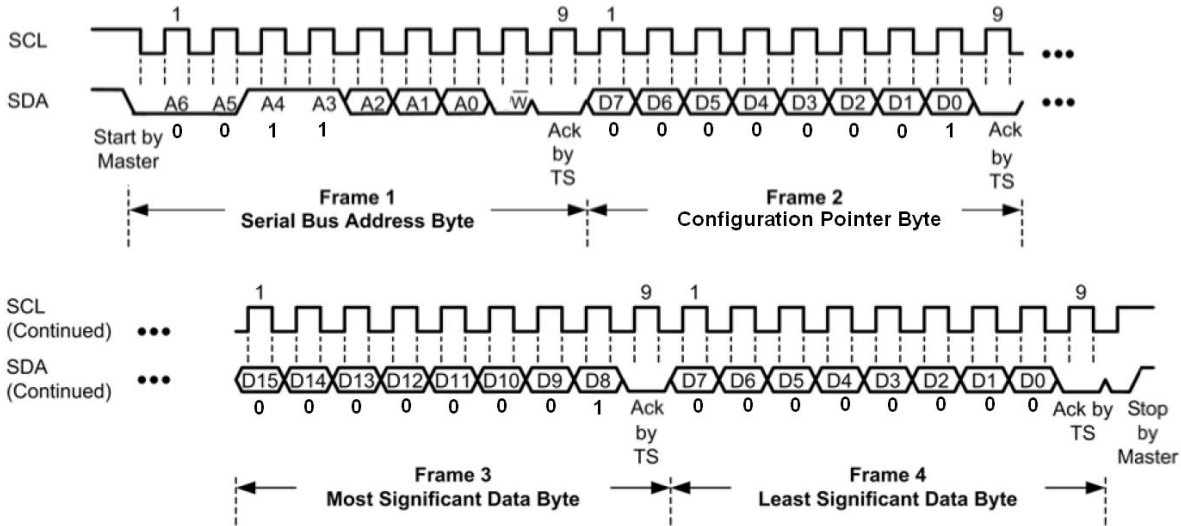 1 9 1 9
SCL
SDA A6 A5 A4 A3 A2 A1 A0 W D7 D6 D5 D4 D3 D2 D1 D0
0 0 1 1 0 0 0 0 0 0 0 1
Start by Master
Ack by TS
Ack by TS
Frame 1
Serial Bus Address Byte
Frame 2
Configuration Pointer Byte
1 9 1 9
SCL
(Continued)
SDA
(Continued)
D15 D14 D13 D12 D11 D10 D9 D8 D7 D6 D5 D4 D3 D2 D1 D0
0 0 0 0 0 0 0 1 0 0 0 0 0 0 0 0
Ack by TS
Ack by TS
Stop by Master
Frame 3
Most Significant Data Byte
Frame 4
Least Significant Data Byte